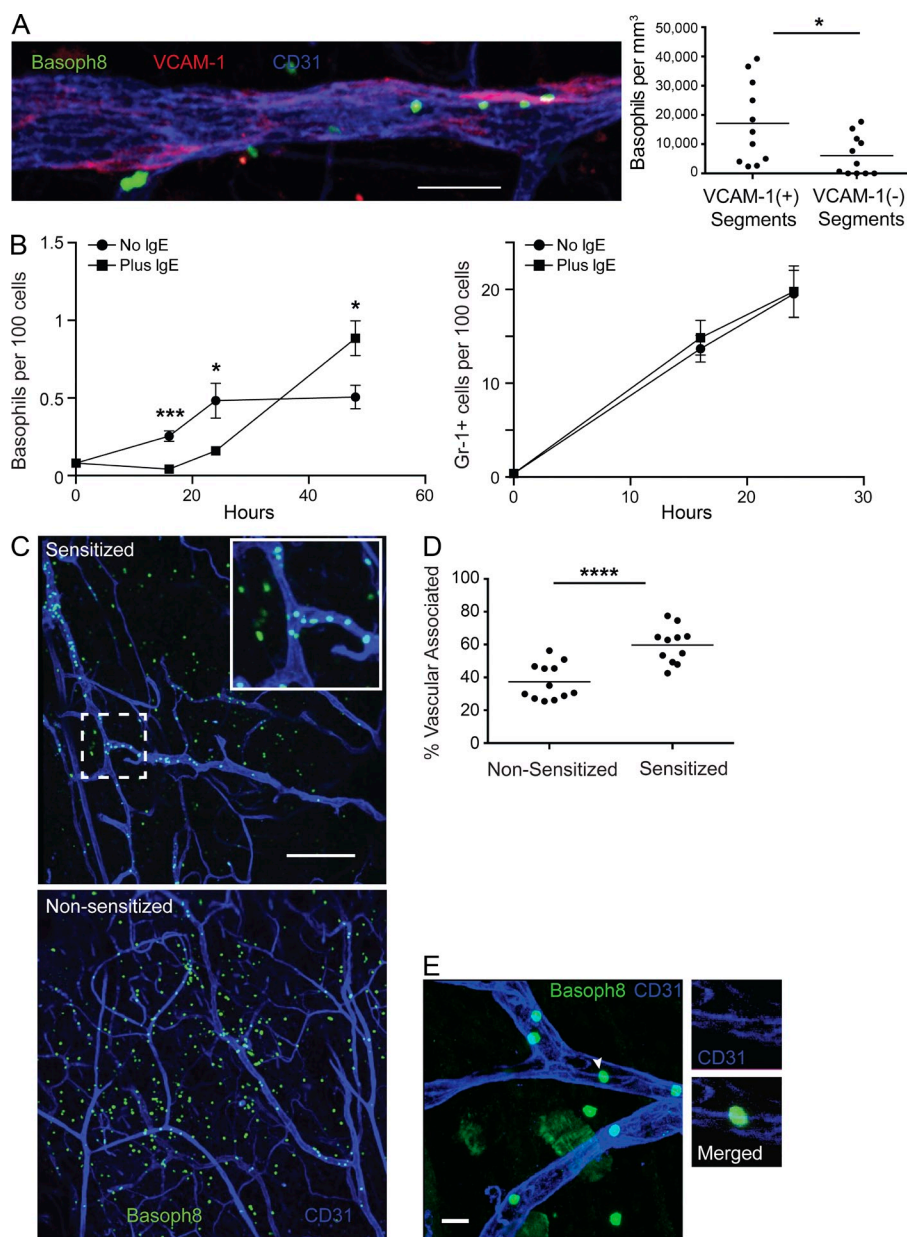 A
Basoph8 VCAM-1 CD31
Basophils per mm³
50,000
40,000
30,000
20,000
10,000
0
*
VCAM-1(+) VCAM-1(-)
Segments Segments
B
No IgE
Plus IgE
Basophils per 100 cells
1.5
1
0.5
0
***
*
*
0 20 40 60
Hours
No IgE
Plus IgE
Gr-1+ cells per 100 cells
20
10
0
0 10 20 30
Hours
C
Sensitized
Non-sensitized
Basoph8 CD31
D
% Vascular Associated
100
80
60
40
20
0
****
Non-Sensitized Sensitized
E
Basoph8 CD31
CD31
Merged